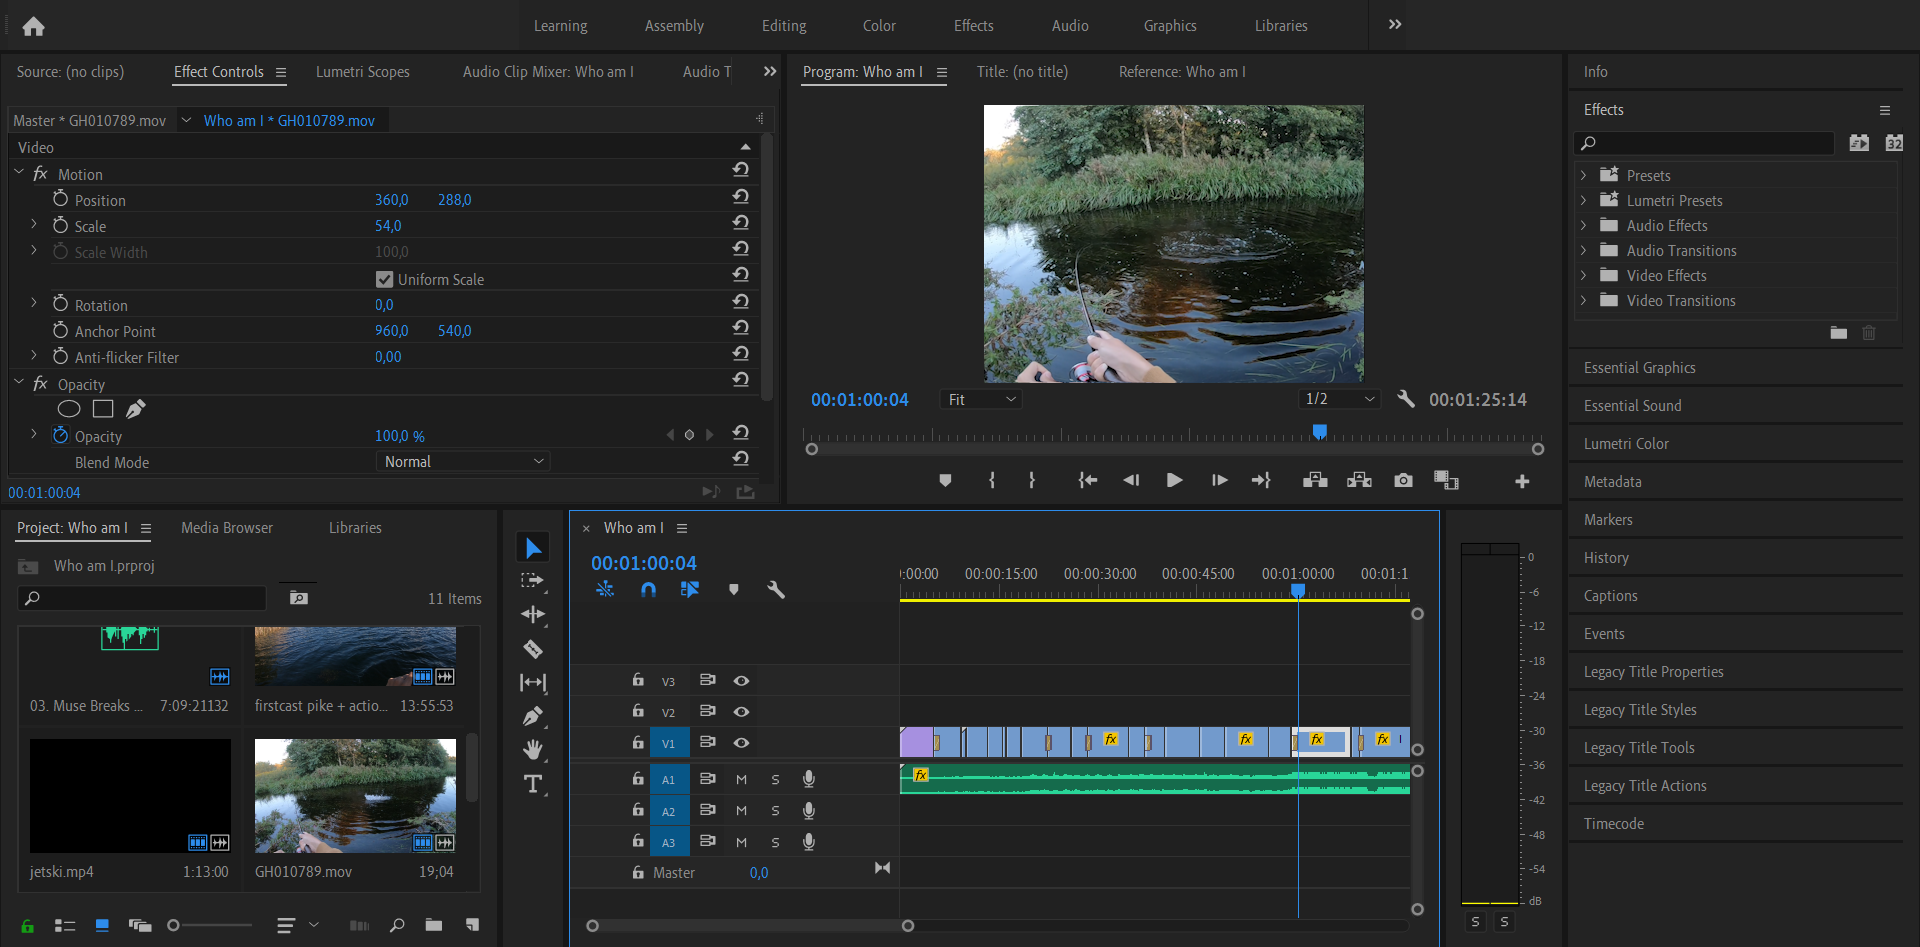 Learning Assembly Editing Color Effects Audio Graphics Libraries
Source: (no clips) Effect Controls Lumetri Scopes Audio Clip Mixer: Who am I Audio T
Master * GH010789.mov Who am I * GH010789.mov
Video
fx Motion
Position 360,0 288,0
Scale 54,0
Scale Width 100,0
Uniform Scale
Rotation 0,0
Anchor Point 960,0 540,0
Anti-flicker Filter 0,00
fx Opacity
Opacity 100,0 %
Blend Mode Normal
00:01:00:04
Program: Who am I Title: (no title) Reference: Who am I
00:01:00:04 Fit 1/2 00:01:25:14
Info
Effects
32
Presets
Lumetri Presets
Audio Effects
Audio Transitions
Video Effects
Video Transitions
Essential Graphics
Essential Sound
Lumetri Color
Metadata
Markers
History
Captions
Events
Legacy Title Properties
Legacy Title Styles
Legacy Title Tools
Legacy Title Actions
Timecode
Project: Who am I Media Browser Libraries
Who am I.prproj
11 Items
03. Muse Breaks ... 7:09:21132
firstcast pike + actio... 13:55:53
jetski.mp4 1:13:00
GH010789.mov 19;04
T
× Who am I
00:01:00:04
:00:00 00:00:15:00 00:00:30:00 00:00:45:00 00:01:00:00 00:01:1
V3
V2
V1 fx fx fx fx
A1 M S fx
A2 M S
A3 M S
Master 0,0
0
-6
-12
-18
-24
-30
-36
-42
-48
-54
dB
S S